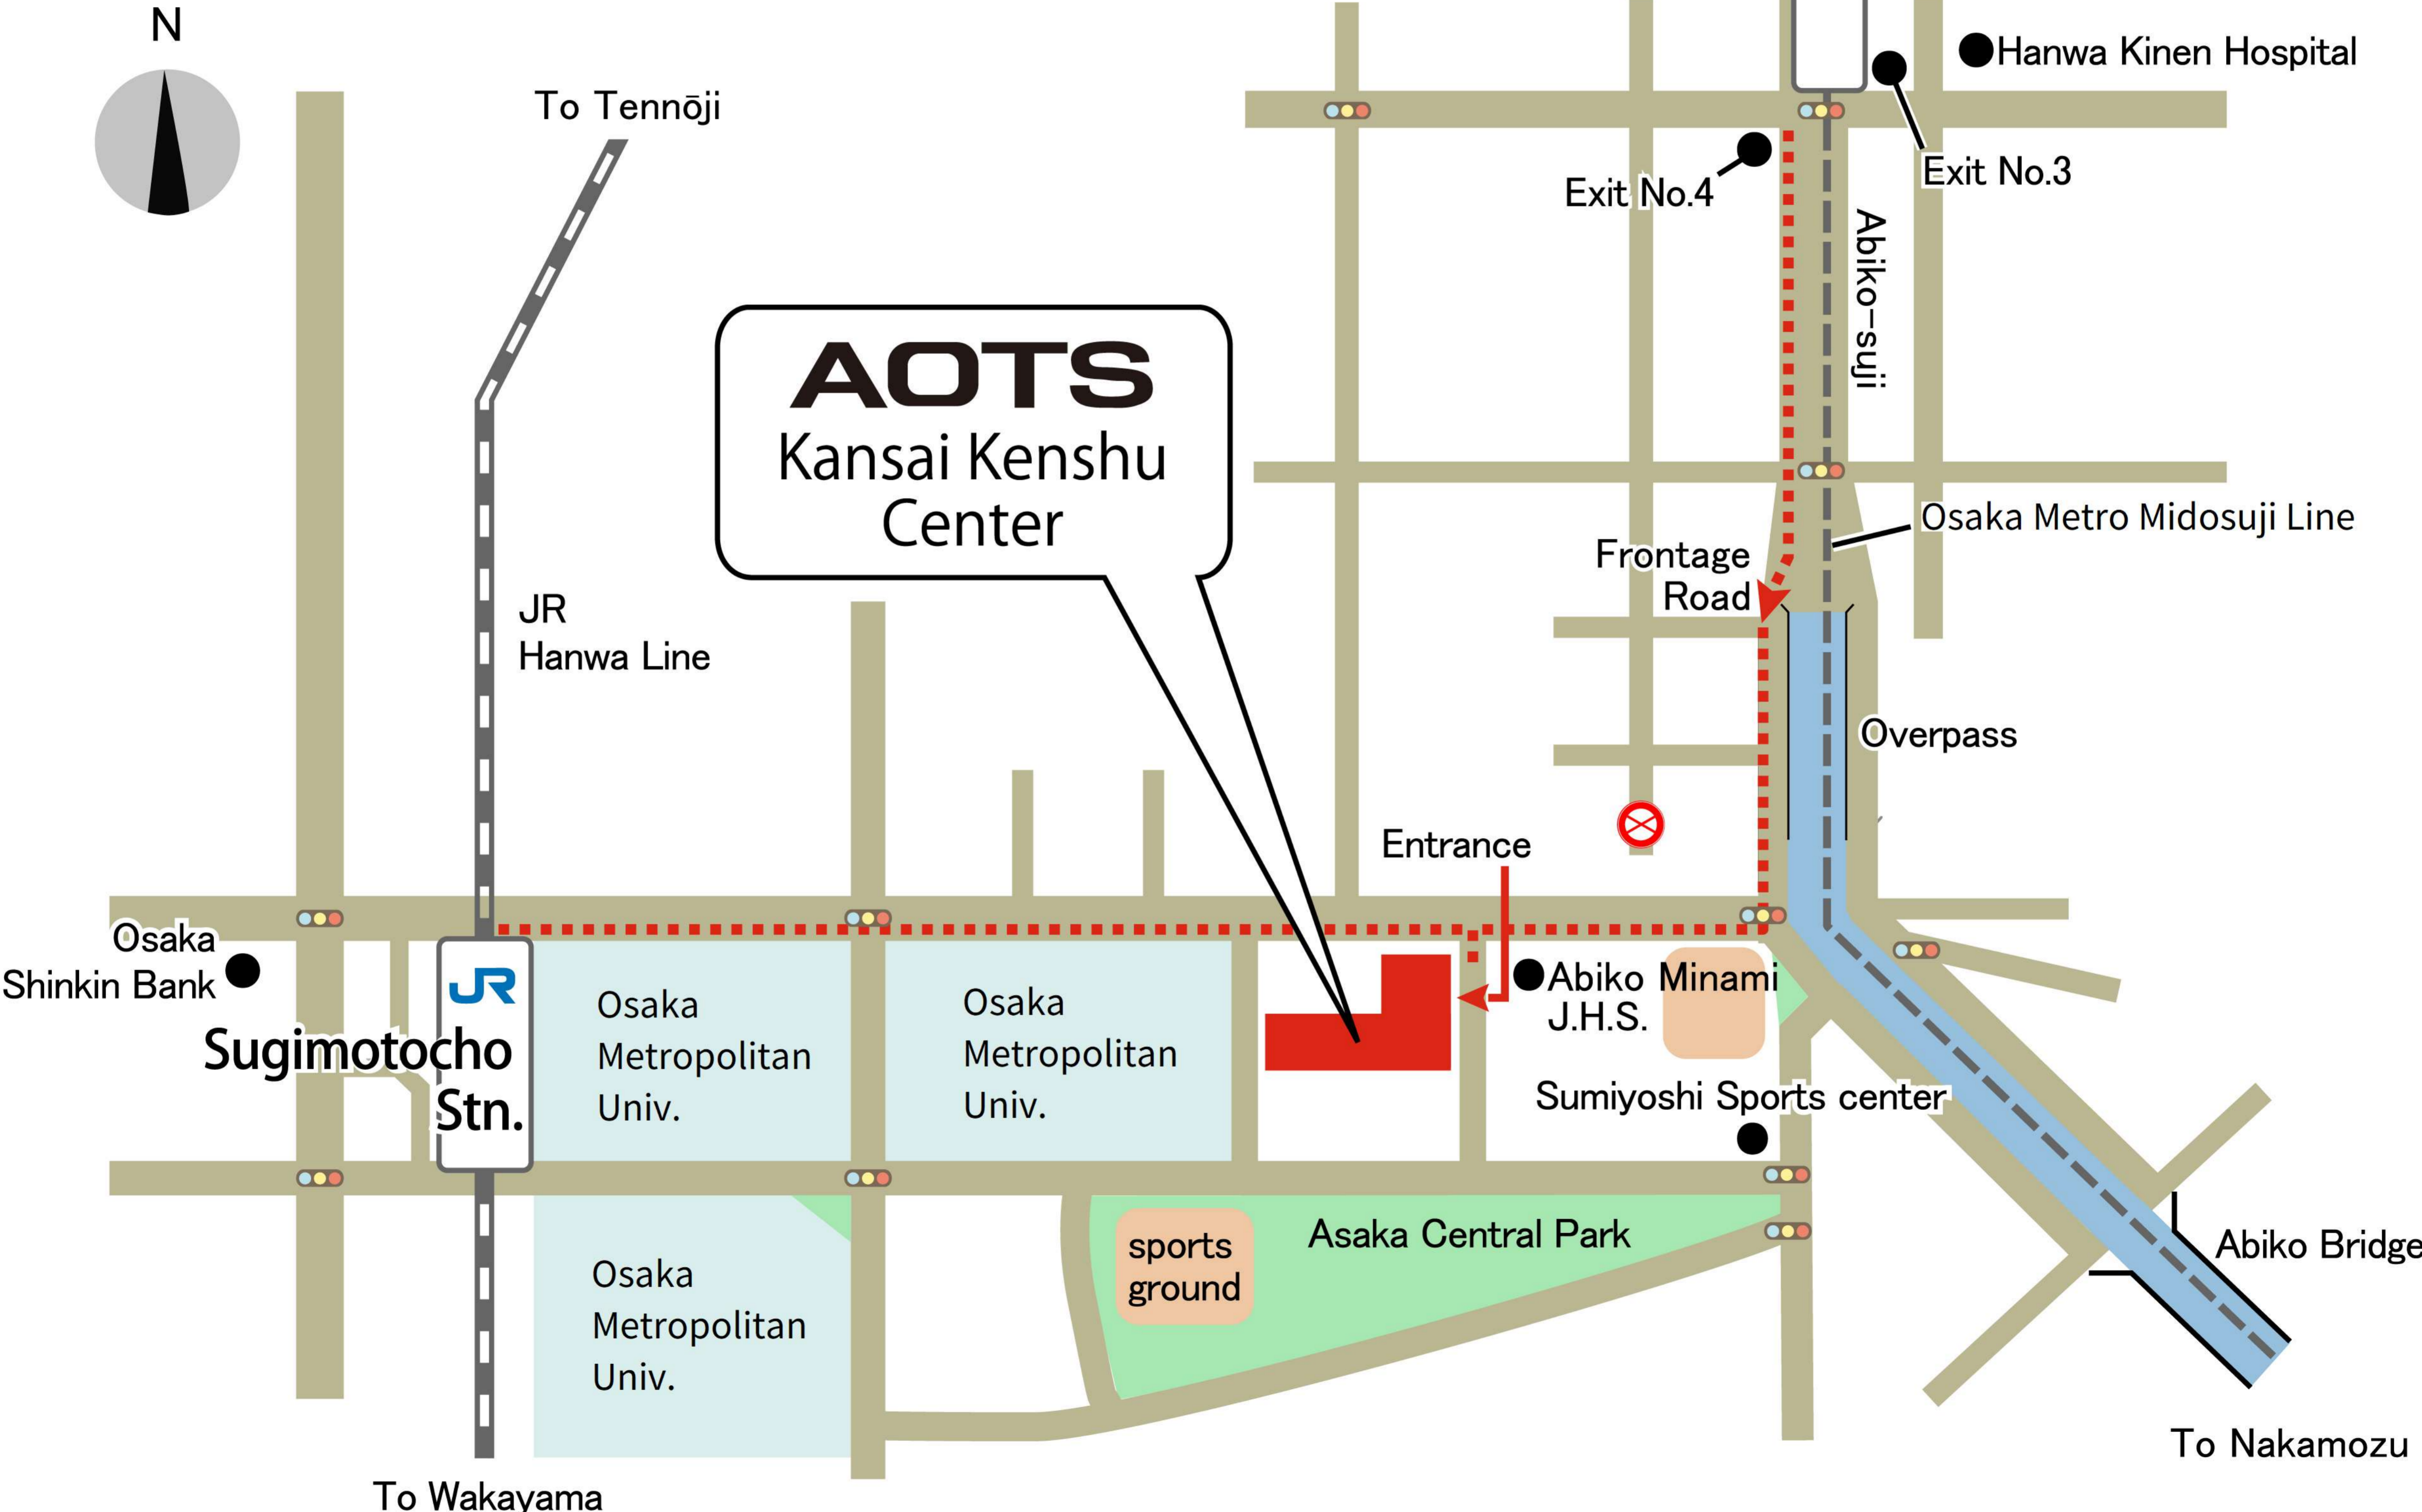 N
To Tennōji
Hanwa Kinen Hospital
Exit No.3
Exit No.4
Abiko-suji
AOTS
Kansai Kenshu
Center
Osaka Metro Midosuji Line
Frontage
Road
JR
Hanwa Line
Overpass
Entrance
Osaka
Shinkin Bank
JR
Sugimotocho
Stn.
Osaka
Metropolitan
Univ.
Osaka
Metropolitan
Univ.
Abiko Minami
J.H.S.
Sumiyoshi Sports center
sports
ground
Asaka Central Park
Abiko Bridge
Osaka
Metropolitan
Univ.
To Nakamozu
To Wakayama